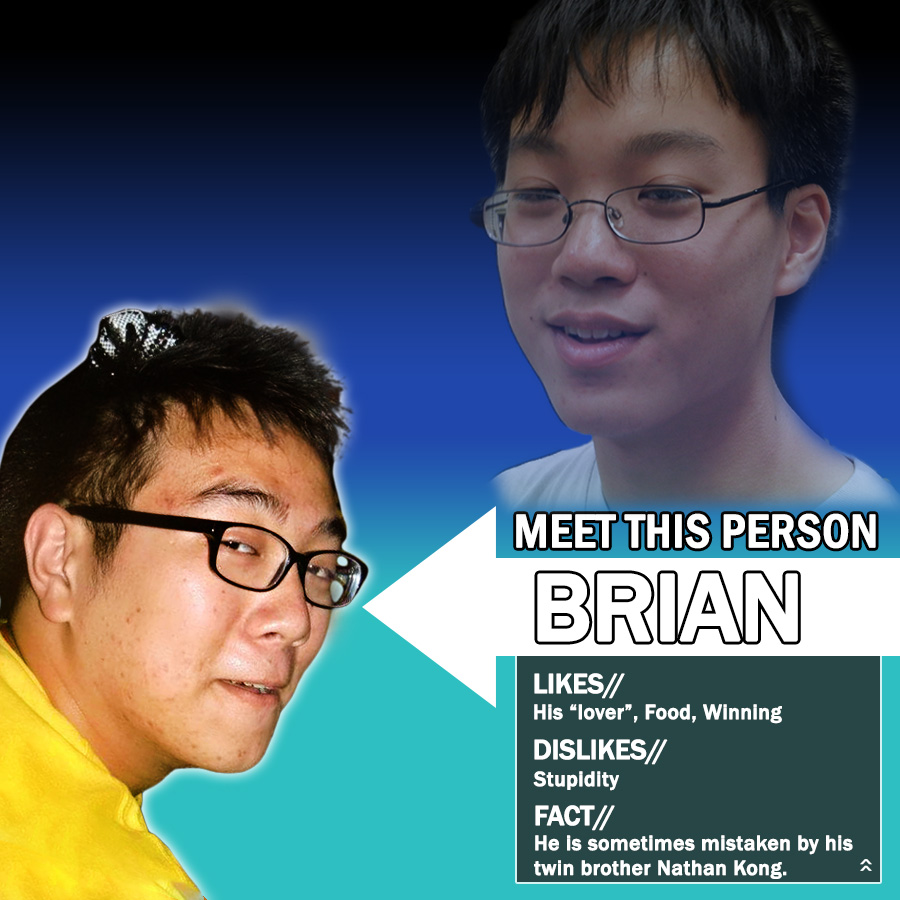 MEET THIS PERSON
BRIAN
LIKES//
His “lover”, Food, Winning
DISLIKES//
Stupidity
FACT//
He is sometimes mistaken by his
twin brother Nathan Kong.